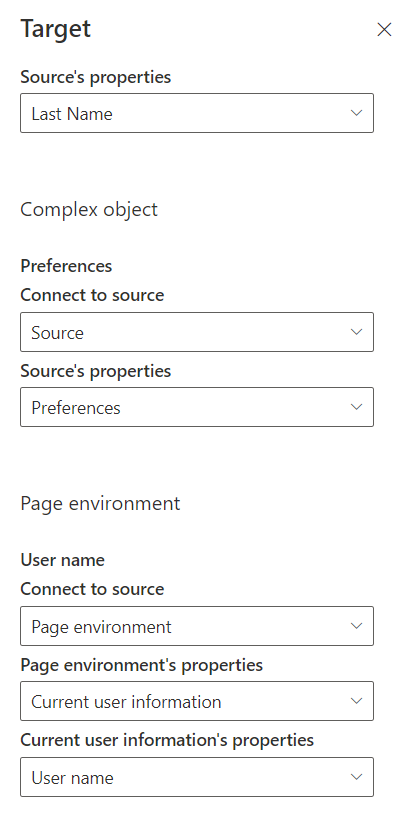 Target
Source's properties
Last Name
Complex object
Preferences
Connect to source
Source
Source's properties
Preferences
Page environment
User name
Connect to source
Page environment
Page environment's properties
Current user information
Current user information's properties
User name